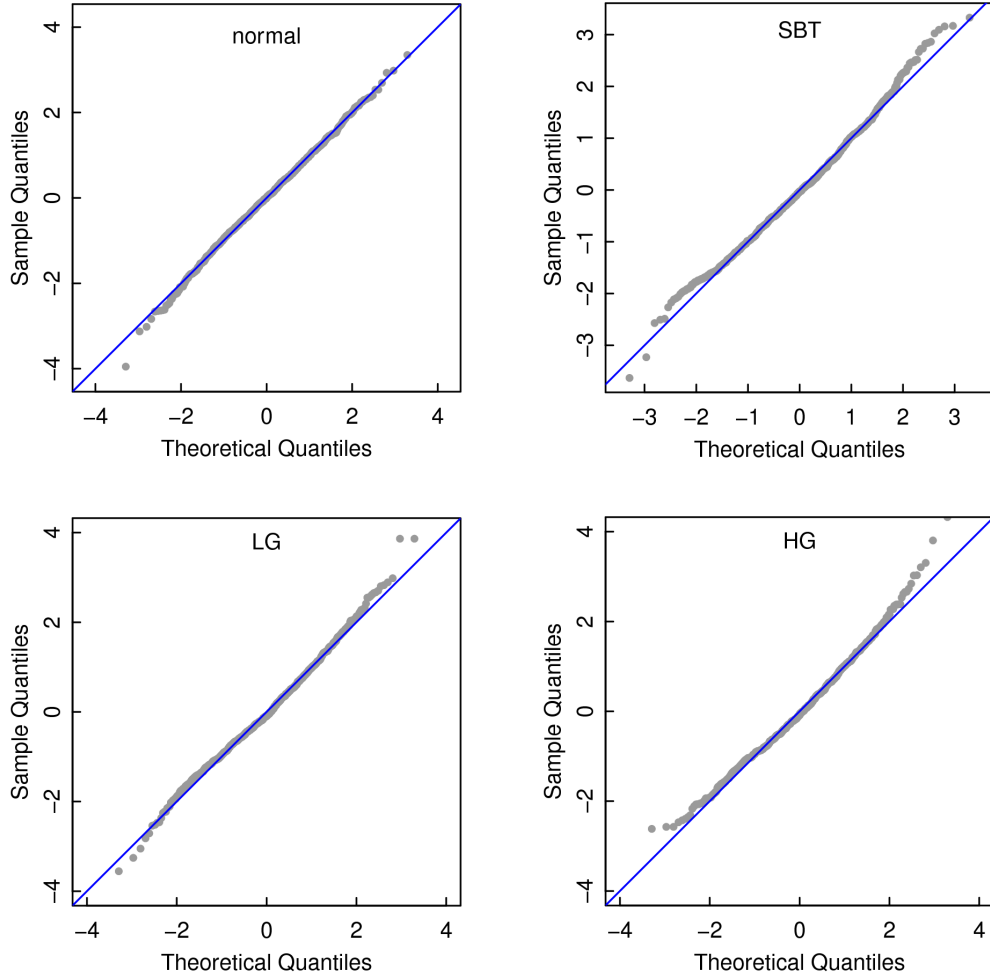 normal
Sample Quantiles
4
2
0
−2
−4
−4 −2 0 2 4
Theoretical Quantiles
SBT
Sample Quantiles
3
2
1
0
−1
−2
−3
−3 −2 −1 0 1 2 3
Theoretical Quantiles
LG
Sample Quantiles
4
2
0
−2
−4
−4 −2 0 2 4
Theoretical Quantiles
HG
Sample Quantiles
4
2
0
−2
−4
−4 −2 0 2 4
Theoretical Quantiles